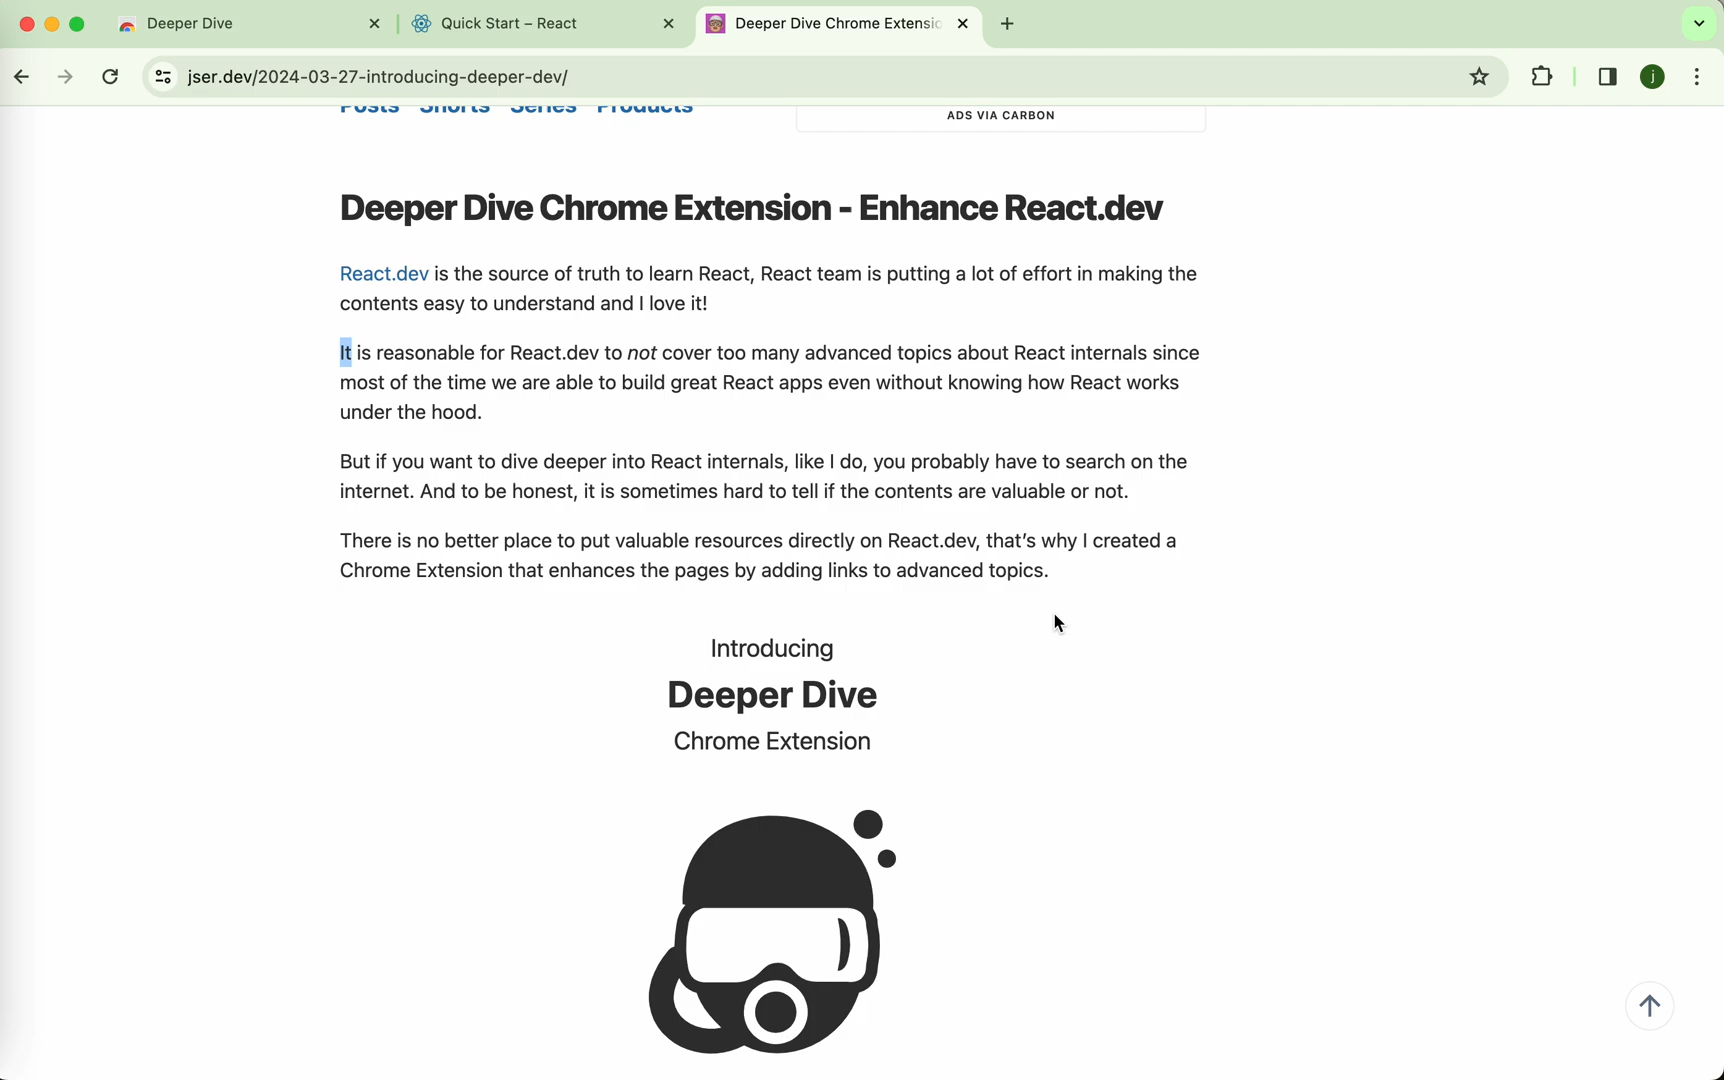 Deeper Dive
Quick Start – React
Deeper Dive Chrome Extensi
jser.dev/2024-03-27-introducing-deeper-dev/
j
Posts Shorts Series Products
ADS VIA CARBON
Deeper Dive Chrome Extension - Enhance React.dev
React.dev is the source of truth to learn React, React team is putting a lot of effort in making the
contents easy to understand and I love it!
It is reasonable for React.dev to not cover too many advanced topics about React internals since
most of the time we are able to build great React apps even without knowing how React works
under the hood.
But if you want to dive deeper into React internals, like I do, you probably have to search on the
internet. And to be honest, it is sometimes hard to tell if the contents are valuable or not.
There is no better place to put valuable resources directly on React.dev, that’s why I created a
Chrome Extension that enhances the pages by adding links to advanced topics.
Introducing
Deeper Dive
Chrome Extension